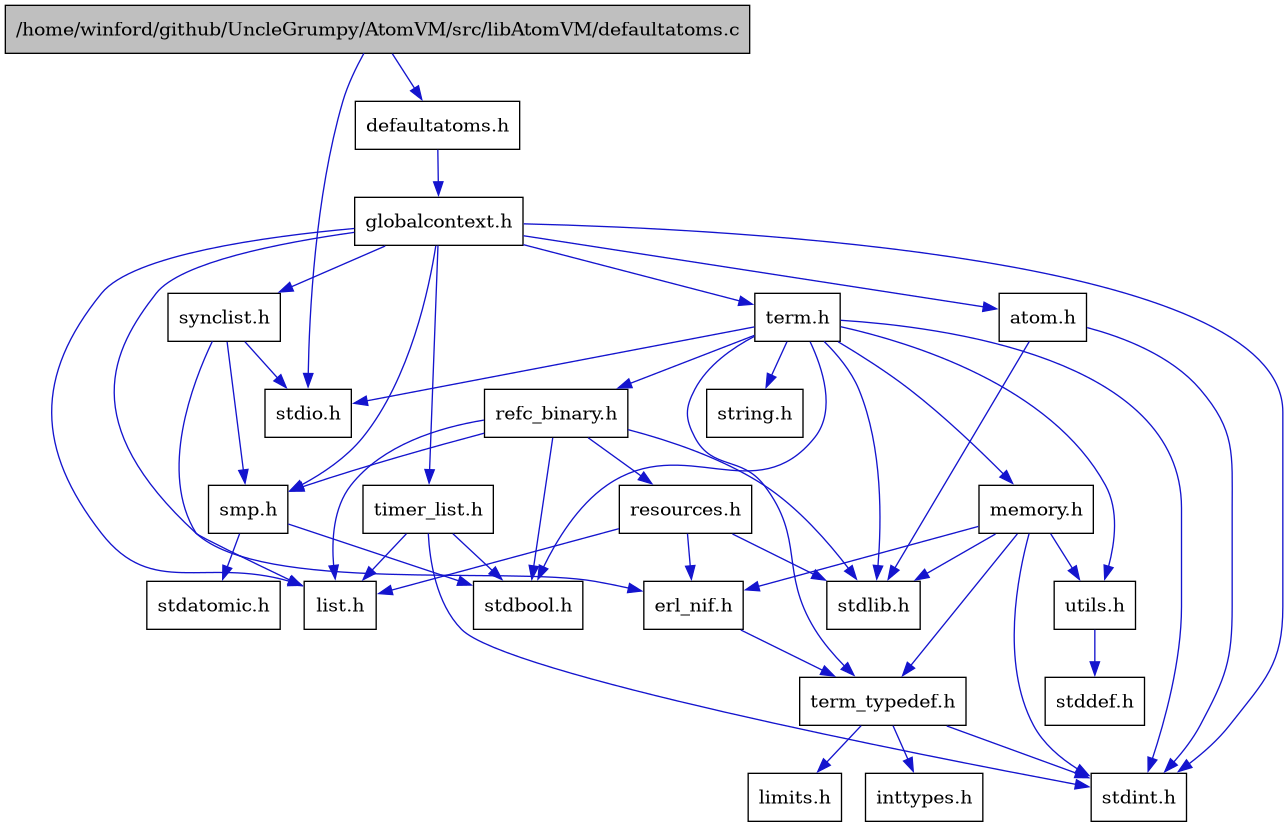 /home/winford/github/UncleGrumpy/AtomVM/src/libAtomVM/defaultatoms.c
defaultatoms.h
globalcontext.h
synclist.h
term.h
atom.h
stdio.h
refc_binary.h
string.h
smp.h
timer_list.h
resources.h
memory.h
stdatomic.h
list.h
stdbool.h
erl_nif.h
stdlib.h
utils.h
term_typedef.h
stddef.h
limits.h
inttypes.h
stdint.h